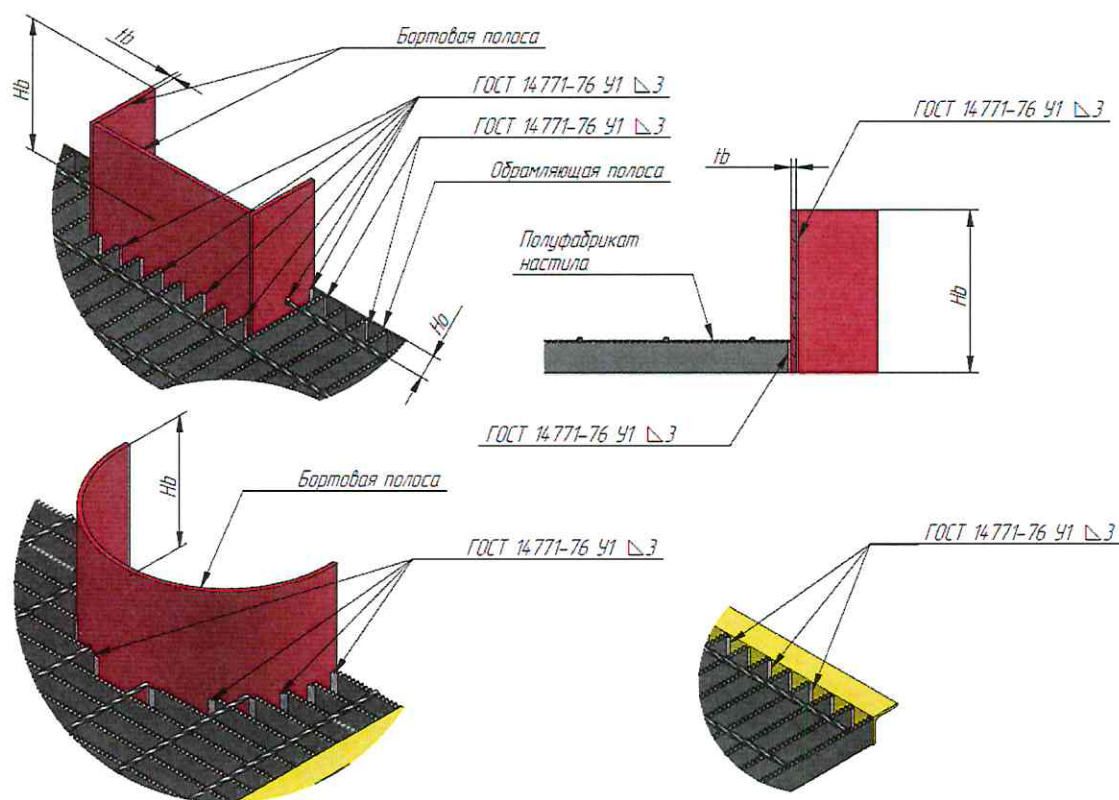 Бортовая полоса
tb
Hb
ГОСТ 14771-76 У1 ◺3
ГОСТ 14771-76 У1 ◺3
Обрамляющая полоса
Но
ГОСТ 14771-76 У1 ◺3
tb
Полуфабрикат
настила
Hb
ГОСТ 14771-76 У1 ◺3
Hb
Бортовая полоса
ГОСТ 14771-76 У1 ◺3
ГОСТ 14771-76 У1 ◺3